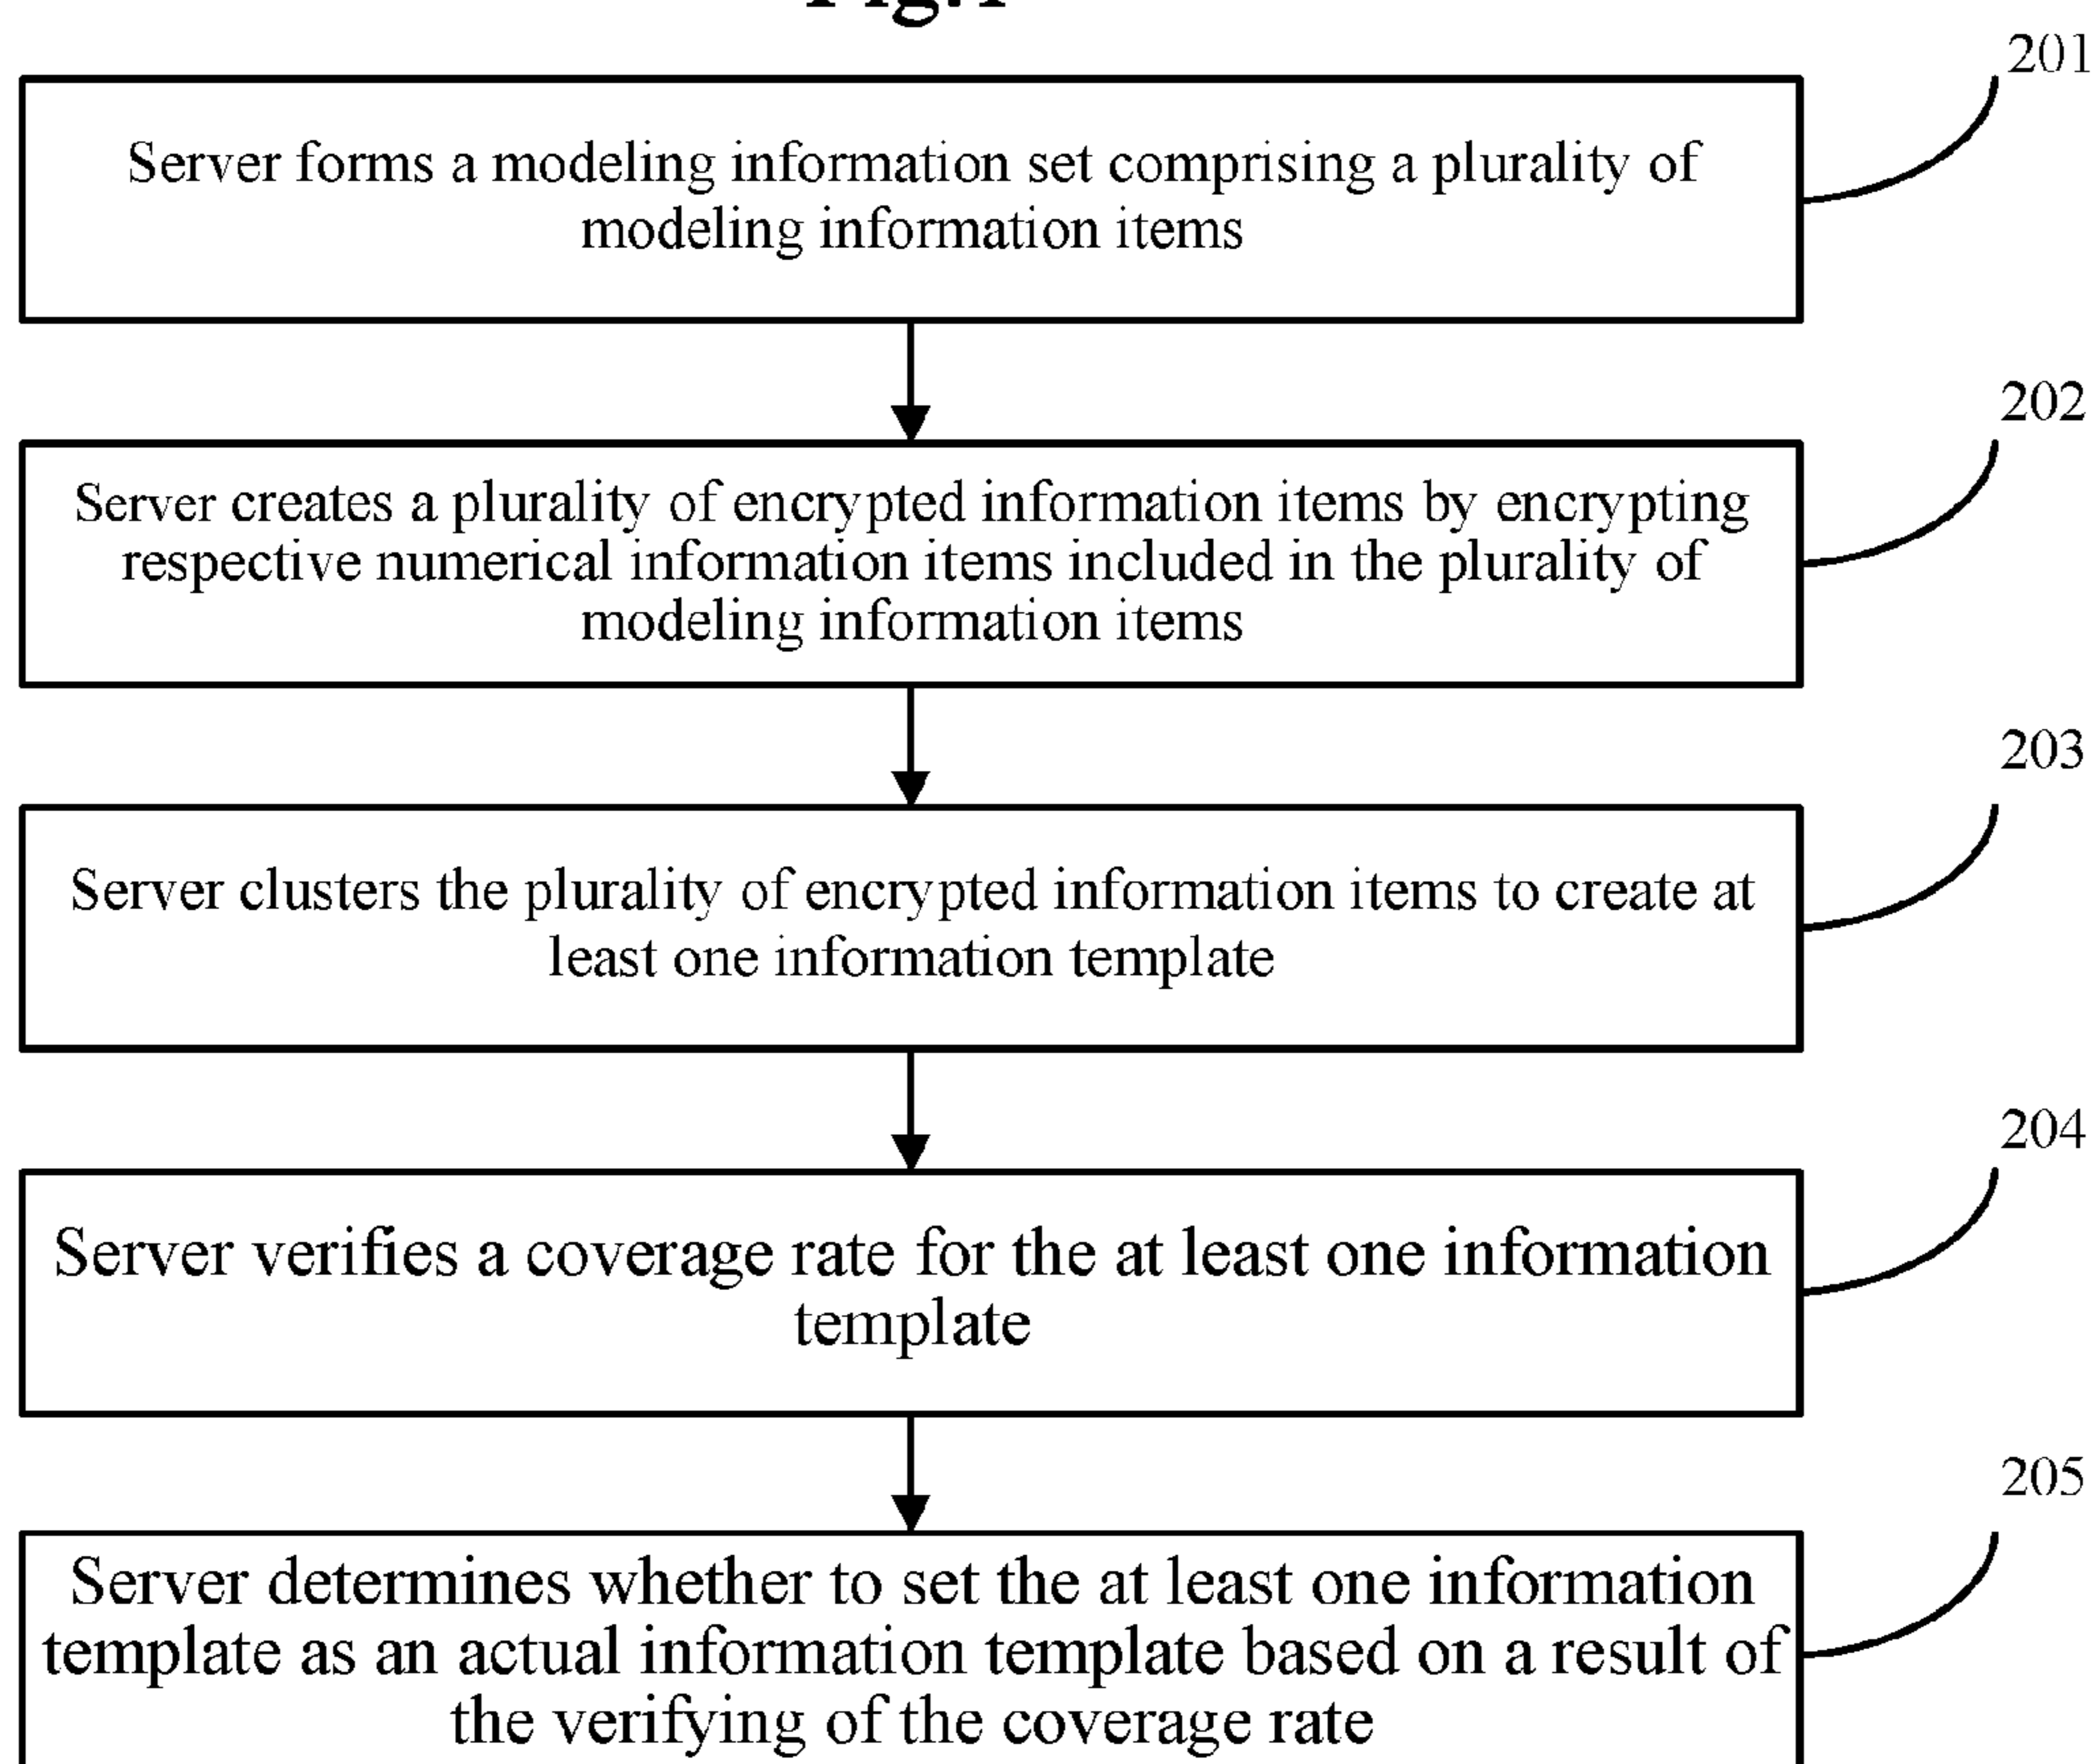 201
Server forms a modeling information set comprising a plurality of
modeling information items
202
Server creates a plurality of encrypted information items by encrypting
respective numerical information items included in the plurality of
modeling information items
203
Server clusters the plurality of encrypted information items to create at
least one information template
204
Server verifies a coverage rate for the at least one information
template
205
Server determines whether to set the at least one information
template as an actual information template based on a result of
the verifying of the coverage rate